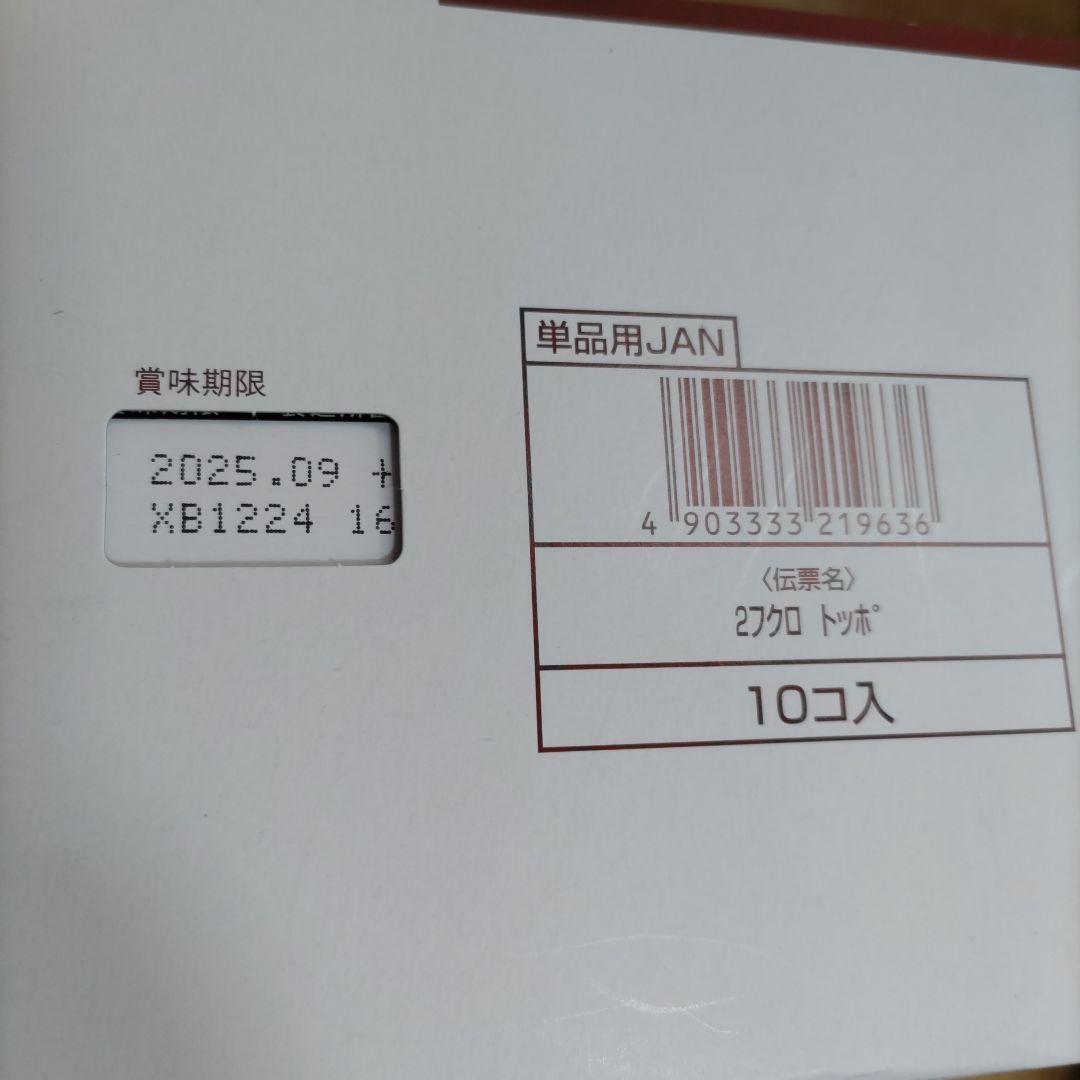 賞味期限
2025.09 +
XB1224 16
単品用JAN
4 903333 219636
〈伝票名〉
2フクロ トッポ
10コ入